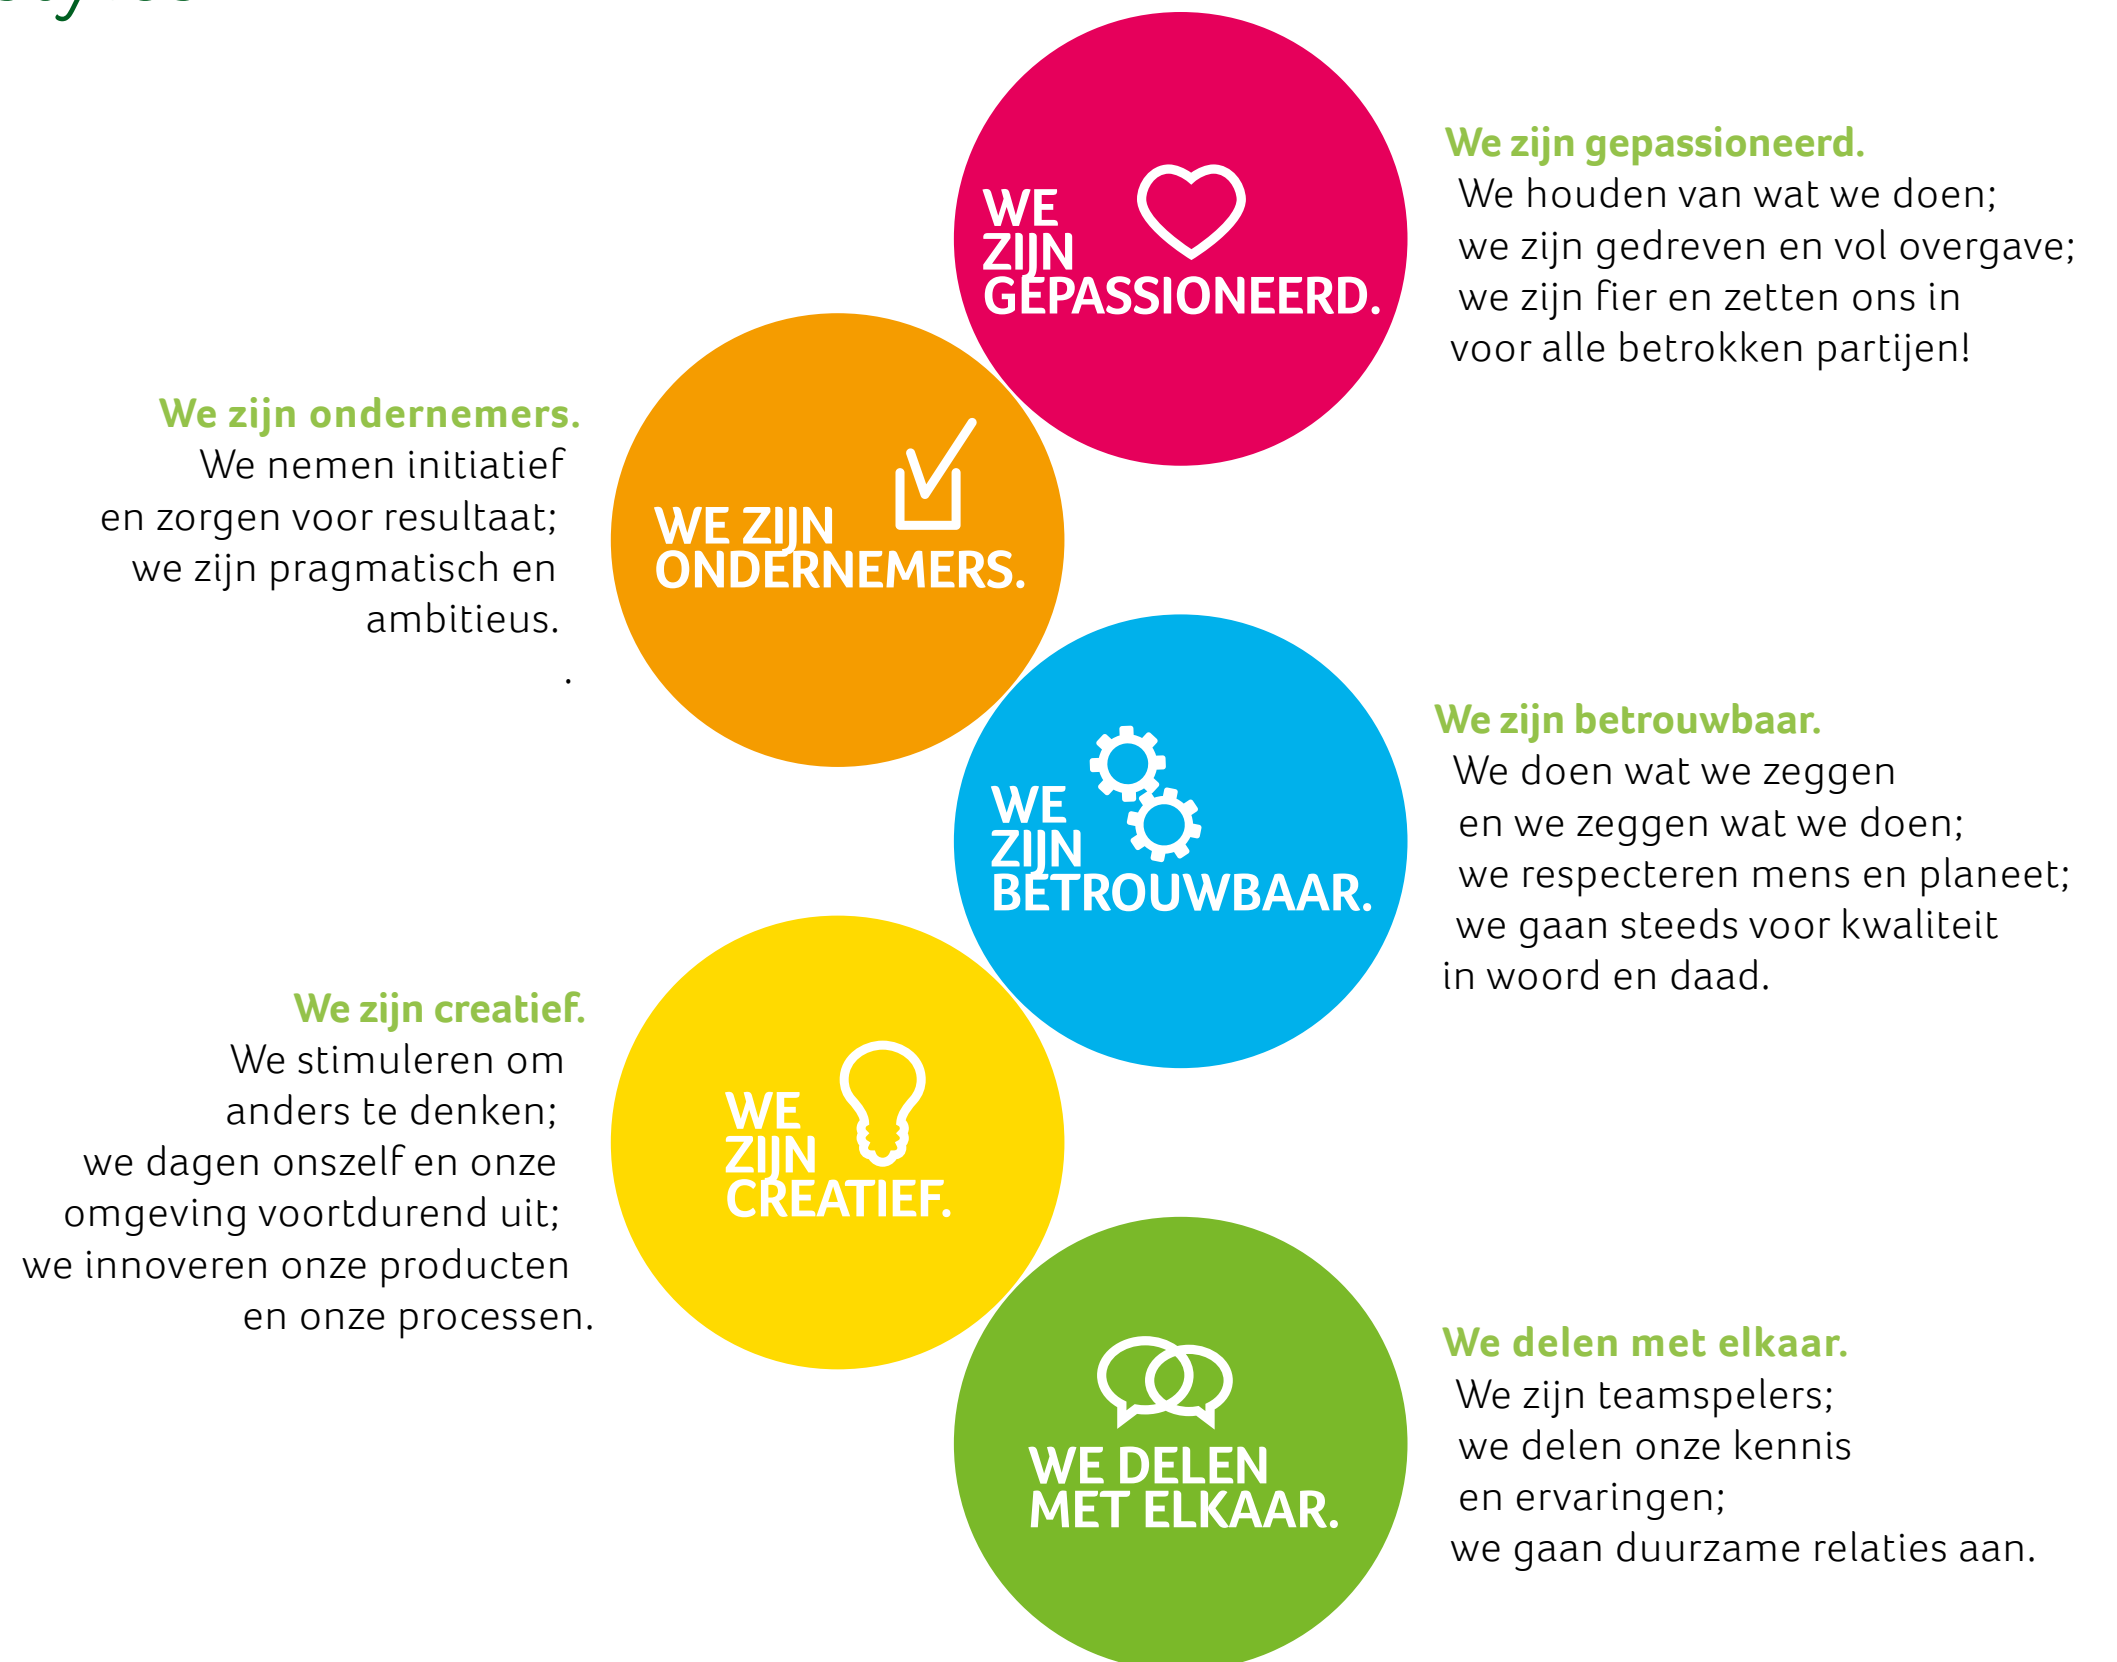 WE
ZIJN
GEPASSIONEERD.
We zijn gepassioneerd.
We houden van wat we doen;
we zijn gedreven en vol overgave;
we zijn fier en zetten ons in
voor alle betrokken partijen!
We zijn ondernemers.
We nemen initiatief
en zorgen voor resultaat;
we zijn pragmatisch en
ambitieus.
.
WE ZIJN
ONDERNEMERS.
WE
ZIJN
BETROUWBAAR.
We zijn betrouwbaar.
We doen wat we zeggen
en we zeggen wat we doen;
we respecteren mens en planeet;
we gaan steeds voor kwaliteit
in woord en daad.
We zijn creatief.
We stimuleren om
anders te denken;
we dagen onszelf en onze
omgeving voortdurend uit;
we innoveren onze producten
en onze processen.
WE
ZIJN
CREATIEF.
WE DELEN
MET ELKAAR.
We delen met elkaar.
We zijn teamspelers;
we delen onze kennis
en ervaringen;
we gaan duurzame relaties aan.